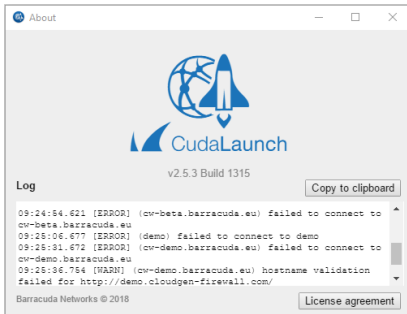 About
CudaLaunch
v2.5.3 Build 1315
Log
Copy to clipboard
09:24:54.621 [ERROR] (cw-beta.barracuda.eu) failed to connect to
cw-beta.barracuda.eu
09:25:06.677 [ERROR] (demo) failed to connect to demo
09:25:31.672 [ERROR] (cw-demo.barracuda.eu) failed to connect to
cw-demo.barracuda.eu
09:25:36.754 [WARN] (cw-demo.barracuda.eu) hostname validation
failed for http://demo.cloudgen-firewall.com/
Barracuda Networks © 2018
License agreement